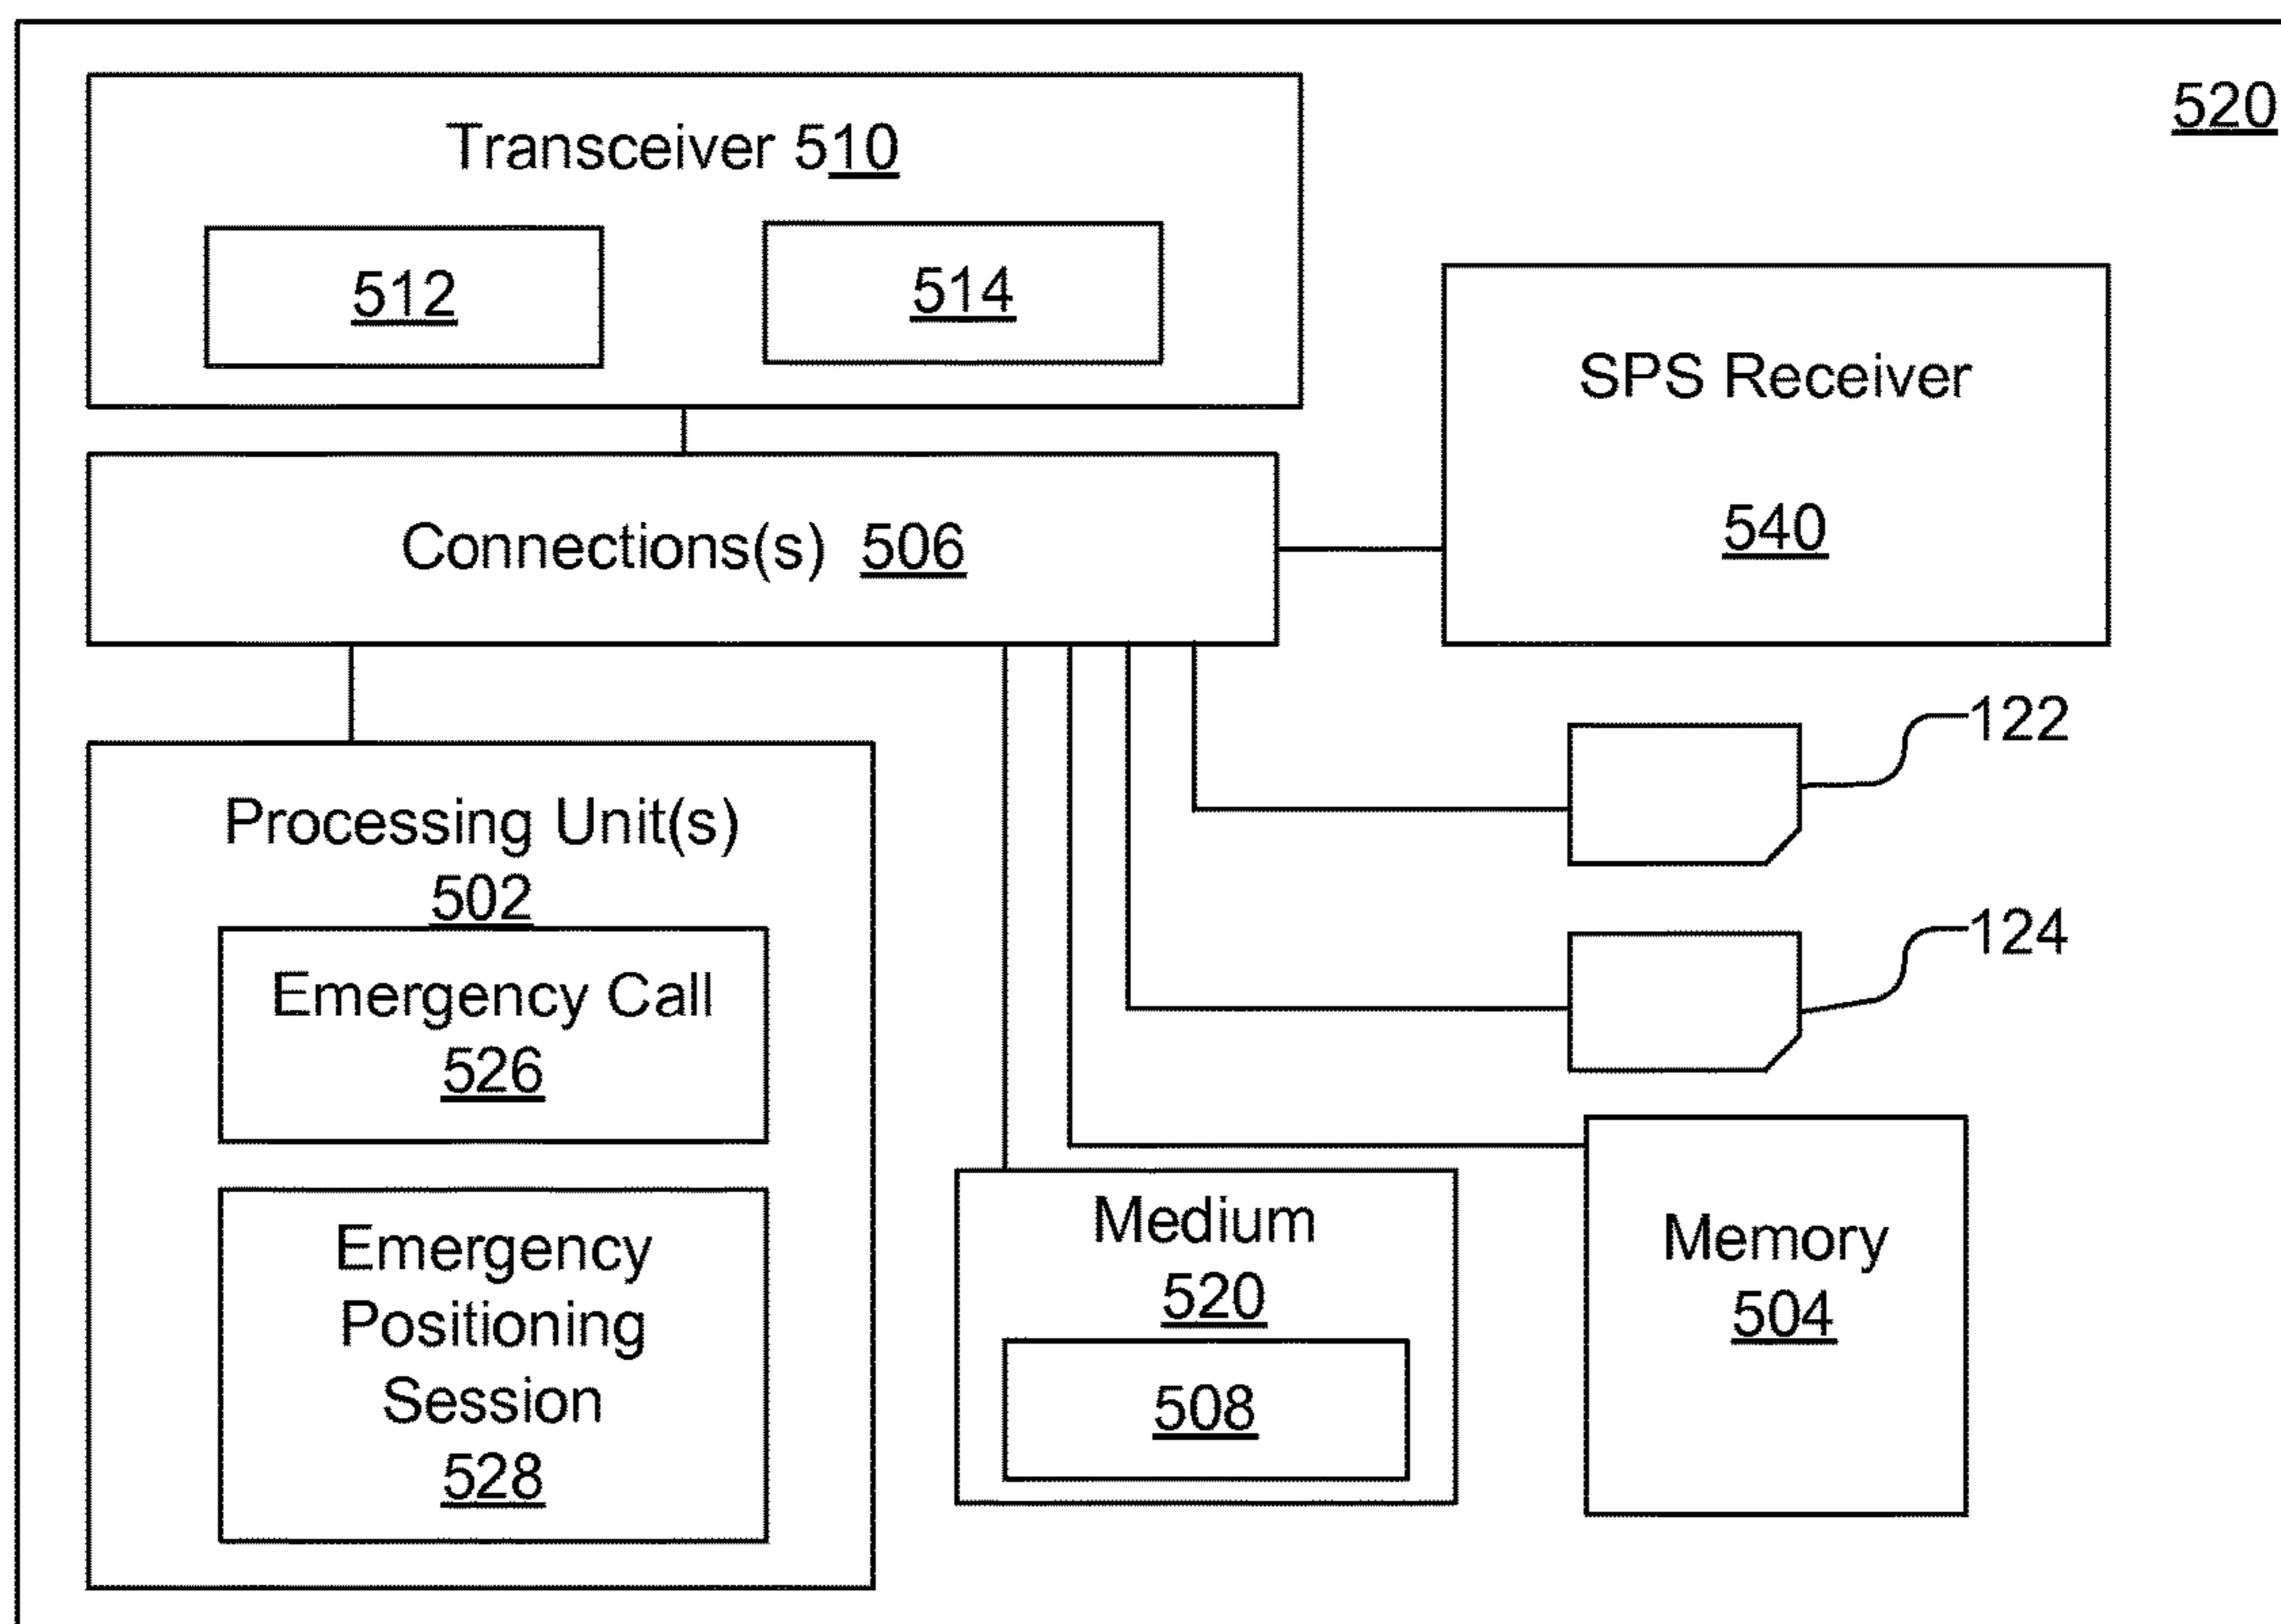 520
Transceiver 510
512
514
SPS Receiver
540
Connections(s) 506
122
Processing Unit(s)
502
124
Emergency Call
526
Emergency
Positioning
Session
528
Medium
520
508
Memory
504